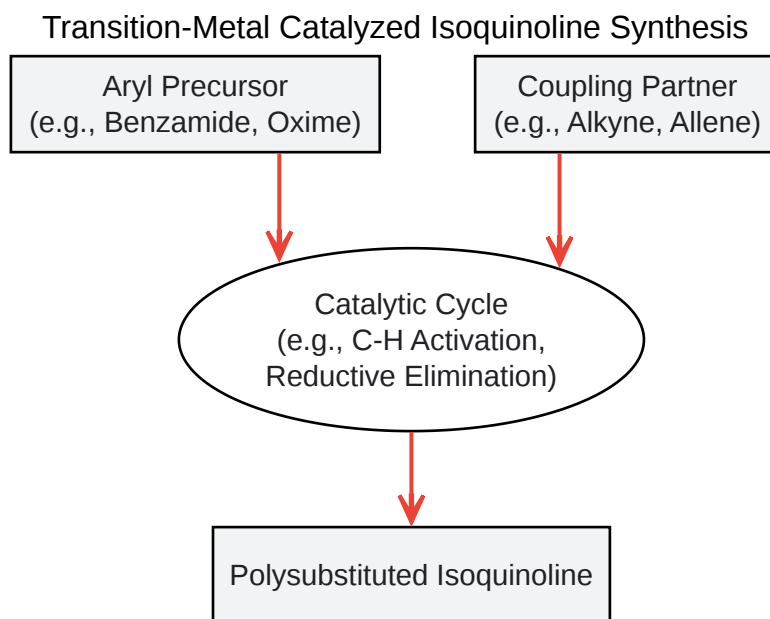 Transition-Metal Catalyzed Isoquinoline Synthesis
Aryl Precursor
(e.g., Benzamide, Oxime)
Coupling Partner
(e.g., Alkyne, Allene)
Catalytic Cycle
(e.g., C-H Activation,
Reductive Elimination)
Polysubstituted Isoquinoline